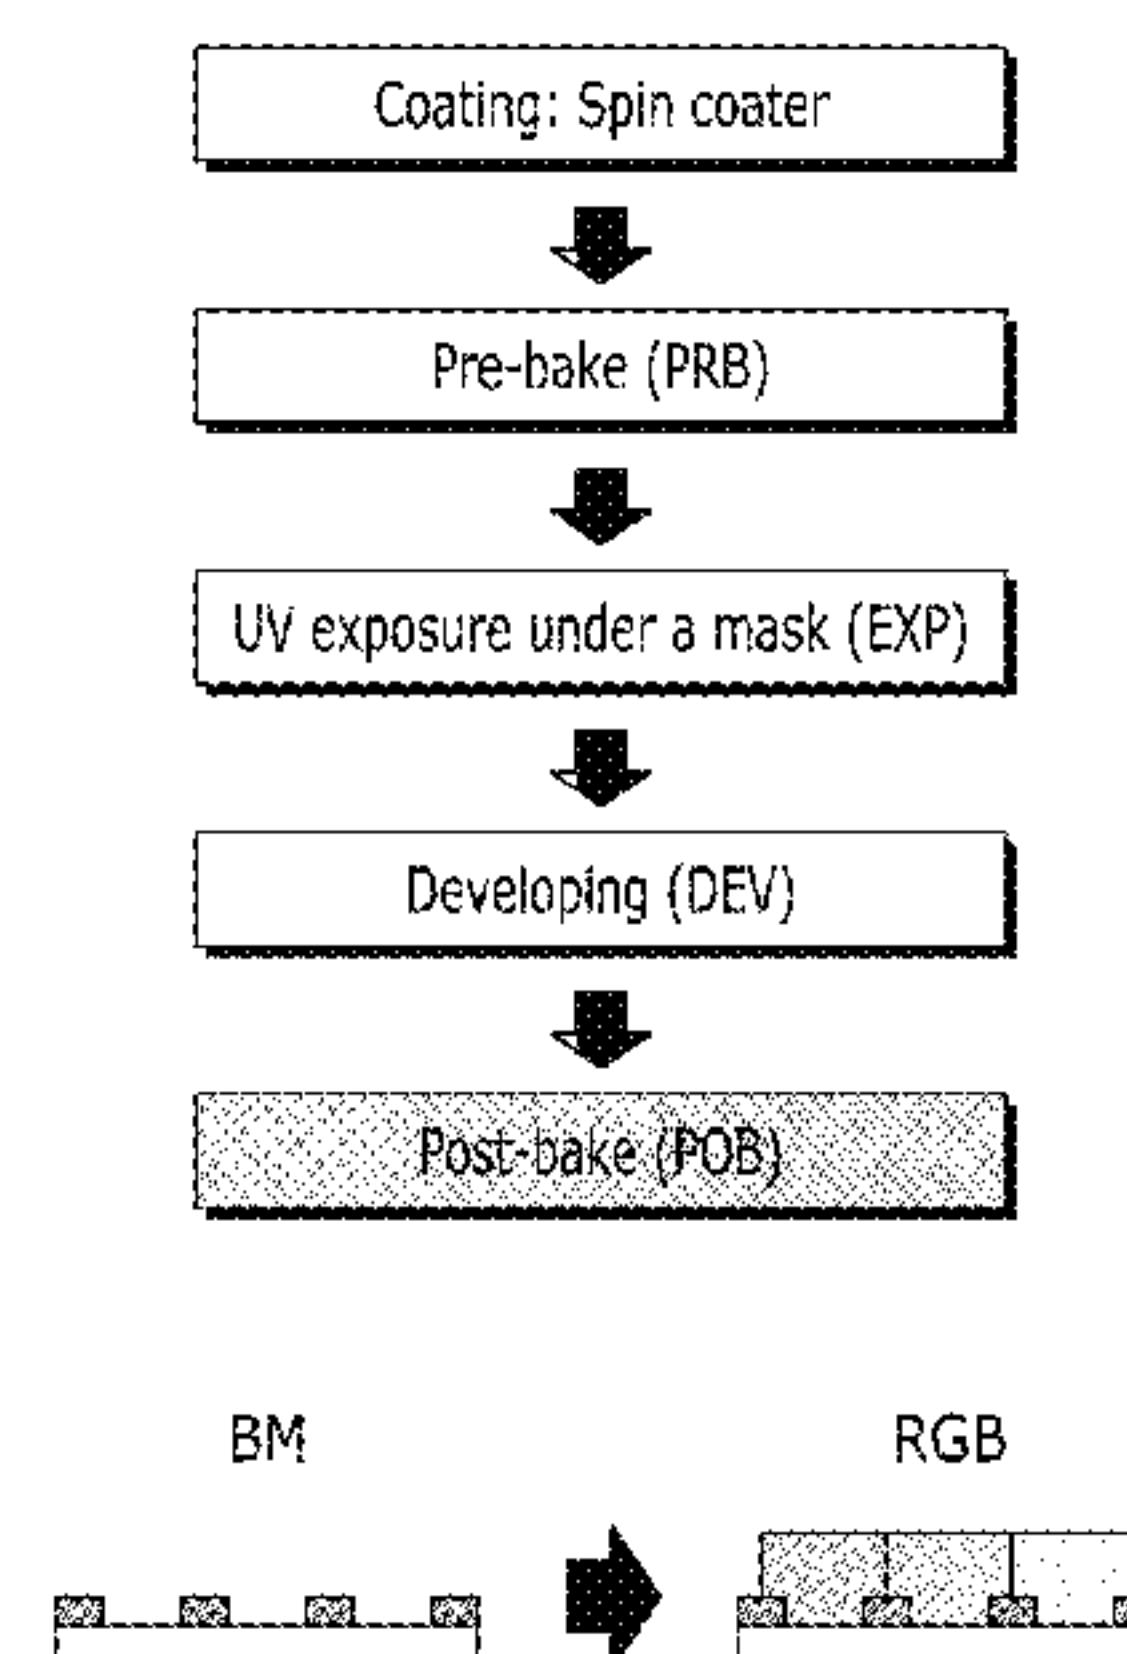 Coating: Spin coater
Pre-bake (PRB)
UV exposure under a mask (EXP)
Developing (DEV)
Post-bake (POB)
BM
RGB